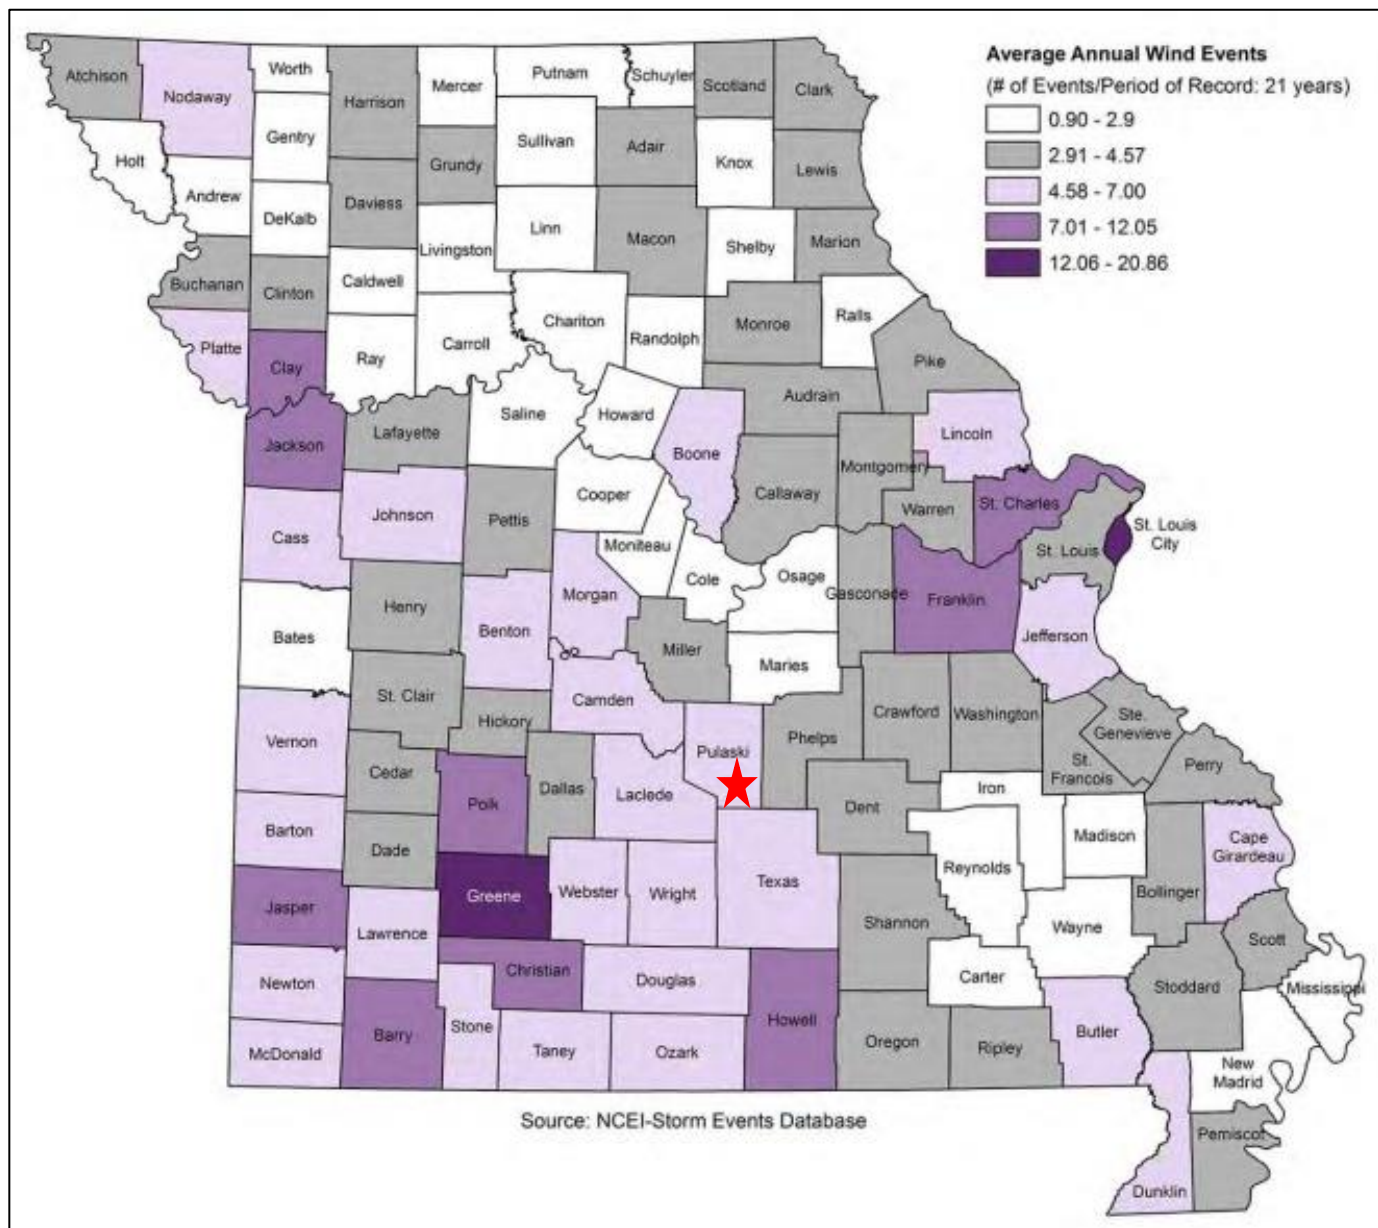 Average Annual Wind Events
(# of Events/Period of Record: 21 years)
0.90 - 2.9
2.91 - 4.57
4.58 - 7.00
7.01 - 12.05
12.06 - 20.86
Atchison
Nodaway
Worth
Harrison
Mercer
Putnam
Schuyler
Scotland
Clark
Holt
Gentry
Grundy
Sullivan
Adair
Knox
Lewis
Andrew
DeKalb
Daviess
Livingston
Linn
Macon
Shelby
Marion
Buchanan
Clinton
Caldwell
Chariton
Randolph
Monroe
Ralls
Platte
Clay
Ray
Carroll
Pike
Audrain
Jackson
Lafayette
Saline
Howard
Boone
Lincoln
Callaway
Montgomery
Warren
St. Charles
Cass
Johnson
Pettis
Cooper
Moniteau
Cole
Osage
Gasconade
Franklin
St. Louis
St. Louis
City
Bates
Henry
Benton
Morgan
Miller
Maries
Jefferson
St. Clair
Camden
Hickory
Pulaski
Phelps
Crawford
Washington
Ste.
Genevieve
St.
Francois
Perry
Vernon
Cedar
Polk
Dallas
Laclede
Dent
Iron
Barton
Dade
Reynolds
Madison
Cape
Girardeau
Jasper
Lawrence
Greene
Webster
Wright
Texas
Shannon
Wayne
Bollinger
Scott
Newton
Christian
Douglas
Howell
Carter
Stoddard
Mississippi
McDonald
Barry
Stone
Taney
Ozark
Oregon
Ripley
Butler
New
Madrid
Pemiscot
Dunklin
Source: NCEI-Storm Events Database